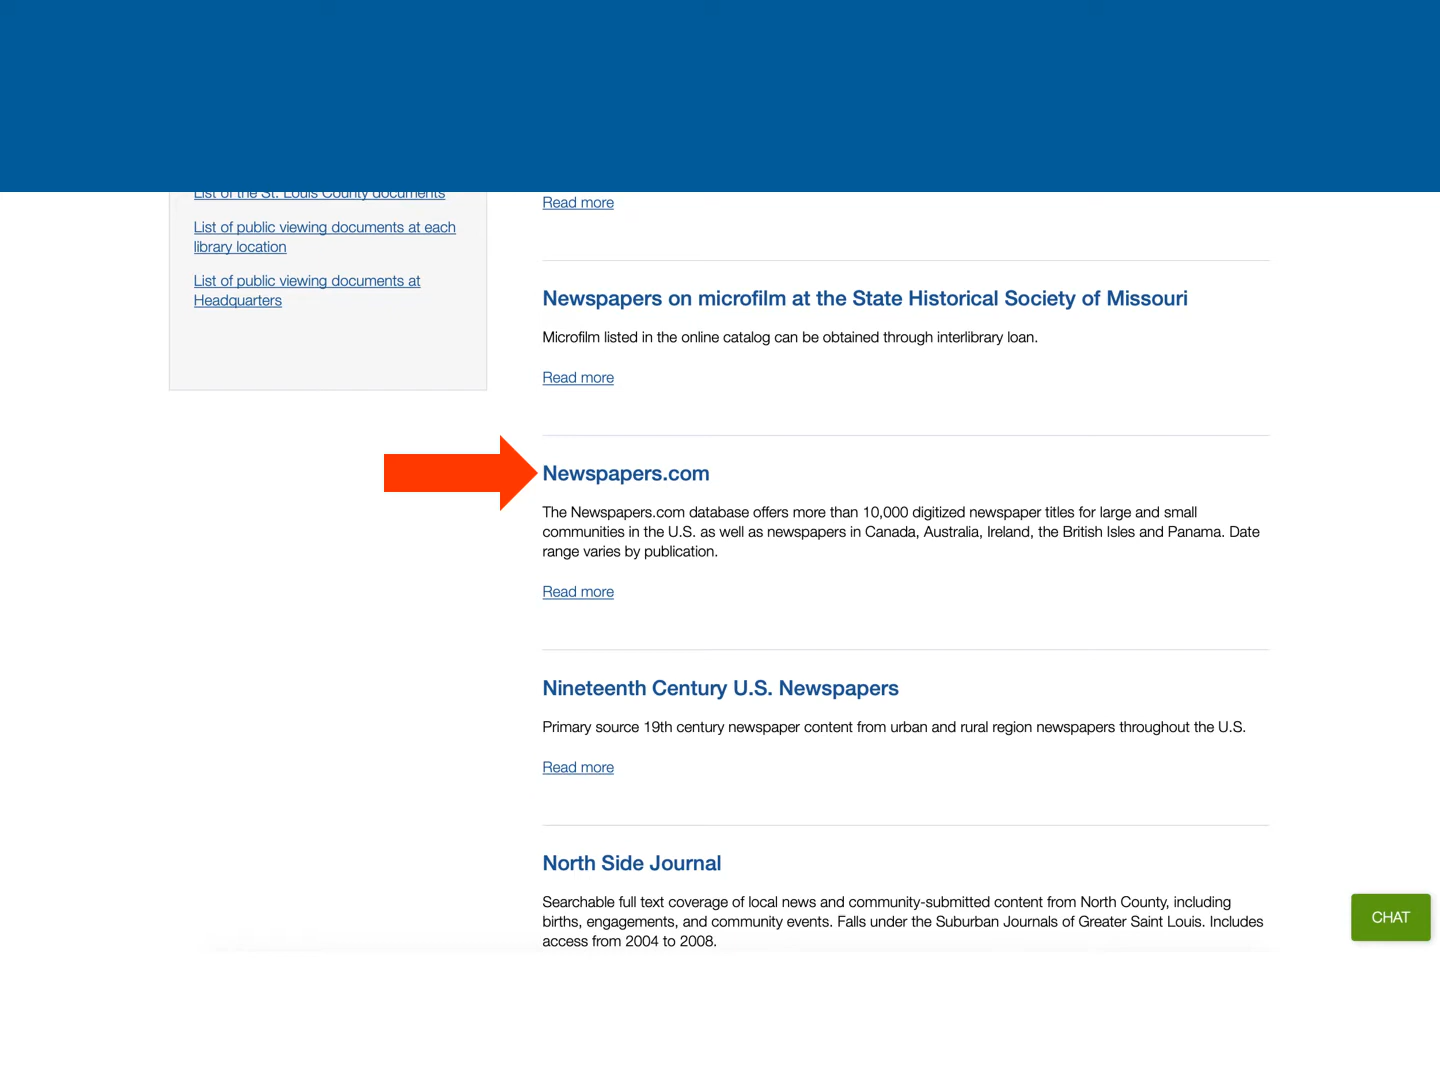 List of the St. Louis County documents
List of public viewing documents at each
library location
List of public viewing documents at
Headquarters
Read more
Newspapers on microfilm at the State Historical Society of Missouri
Microfilm listed in the online catalog can be obtained through interlibrary loan.
Read more
Newspapers.com
The Newspapers.com database offers more than 10,000 digitized newspaper titles for large and small
communities in the U.S. as well as newspapers in Canada, Australia, Ireland, the British Isles and Panama. Date
range varies by publication.
Read more
Nineteenth Century U.S. Newspapers
Primary source 19th century newspaper content from urban and rural region newspapers throughout the U.S.
Read more
North Side Journal
Searchable full text coverage of local news and community-submitted content from North County, including
births, engagements, and community events. Falls under the Suburban Journals of Greater Saint Louis. Includes
access from 2004 to 2008.
CHAT